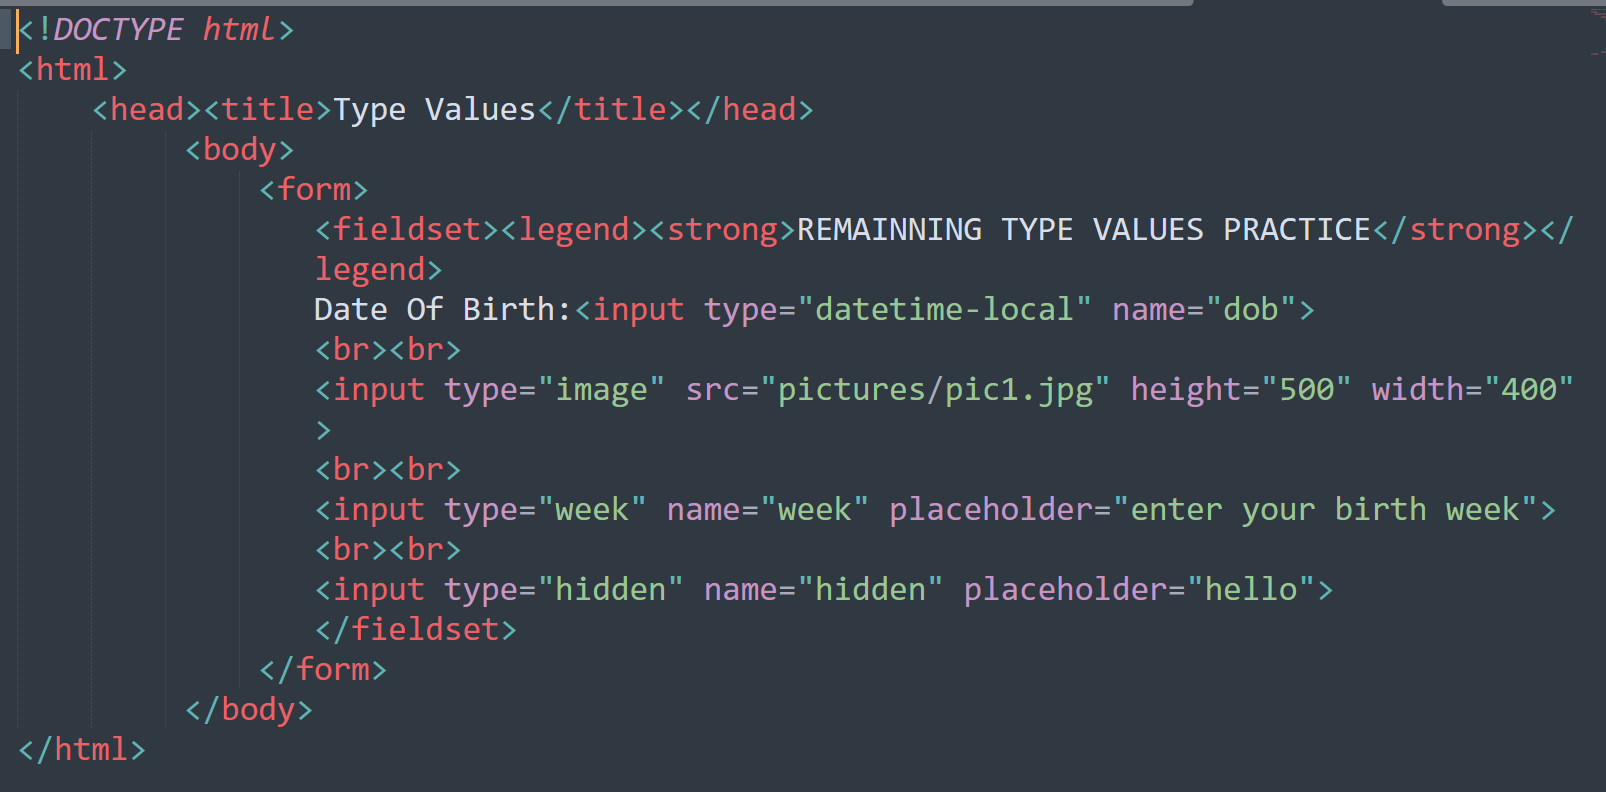 <!DOCTYPE html>
<html>
<head><title>Type Values</title></head>
<body>
<form>
<fieldset><legend><strong>REMAINNING TYPE VALUES PRACTICE</strong></
legend>
Date Of Birth:<input type="datetime-local" name="dob">
<br><br>
<input type="image" src="pictures/pic1.jpg" height="500" width="400"
>
<br><br>
<input type="week" name="week" placeholder="enter your birth week">
<br><br>
<input type="hidden" name="hidden" placeholder="hello">
</fieldset>
</form>
</body>
</html>